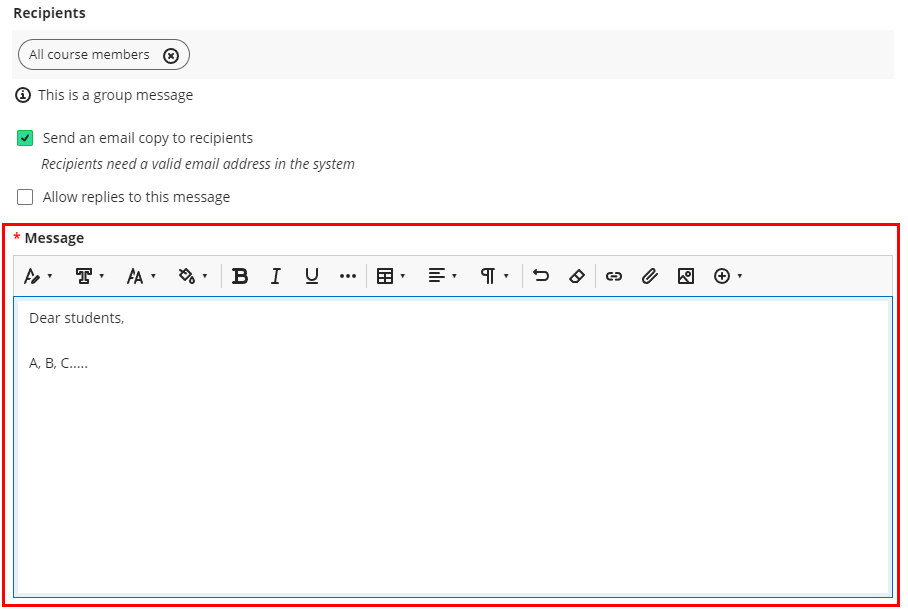 Recipients
All course members
This is a group message
Send an email copy to recipients
Recipients need a valid email address in the system
Allow replies to this message
* Message
Dear students,
A, B, C.....